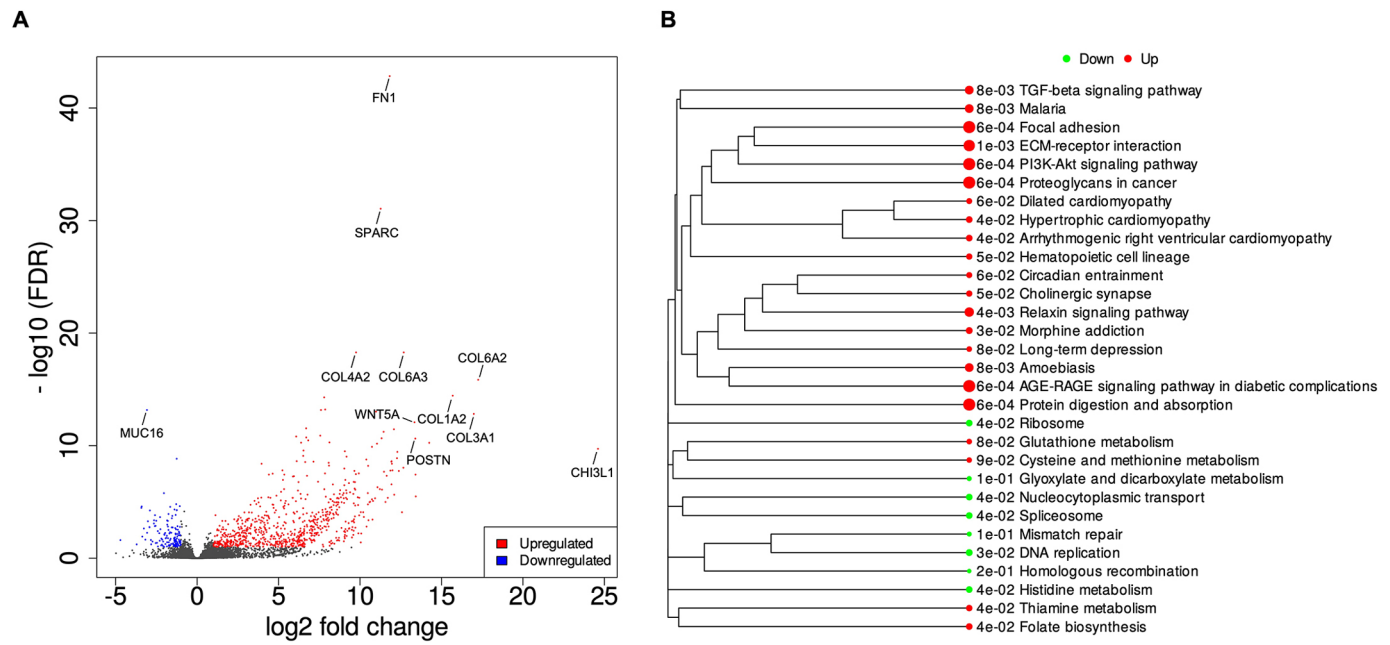 A
- log10 (FDR)
40
30
20
10
0
FN1
SPARC
COL4A2
COL6A3
COL6A2
WNT5A
COL1A2
COL3A1
POSTN
MUC16
CHI3L1
Upregulated
Downregulated
-5 0 5 10 15 20 25
log2 fold change
B
Down Up
8e-03 TGF-beta signaling pathway
8e-03 Malaria
6e-04 Focal adhesion
1e-03 ECM-receptor interaction
6e-04 PI3K-Akt signaling pathway
6e-04 Proteoglycans in cancer
6e-02 Dilated cardiomyopathy
4e-02 Hypertrophic cardiomyopathy
4e-02 Arrhythmogenic right ventricular cardiomyopathy
5e-02 Hematopoietic cell lineage
6e-02 Circadian entrainment
5e-02 Cholinergic synapse
4e-03 Relaxin signaling pathway
3e-02 Morphine addiction
8e-02 Long-term depression
8e-03 Amoebiasis
6e-04 AGE-RAGE signaling pathway in diabetic complications
6e-04 Protein digestion and absorption
4e-02 Ribosome
8e-02 Glutathione metabolism
9e-02 Cysteine and methionine metabolism
1e-01 Glyoxylate and dicarboxylate metabolism
4e-02 Nucleocytoplasmic transport
4e-02 Spliceosome
1e-01 Mismatch repair
3e-02 DNA replication
2e-01 Homologous recombination
4e-02 Histidine metabolism
4e-02 Thiamine metabolism
4e-02 Folate biosynthesis